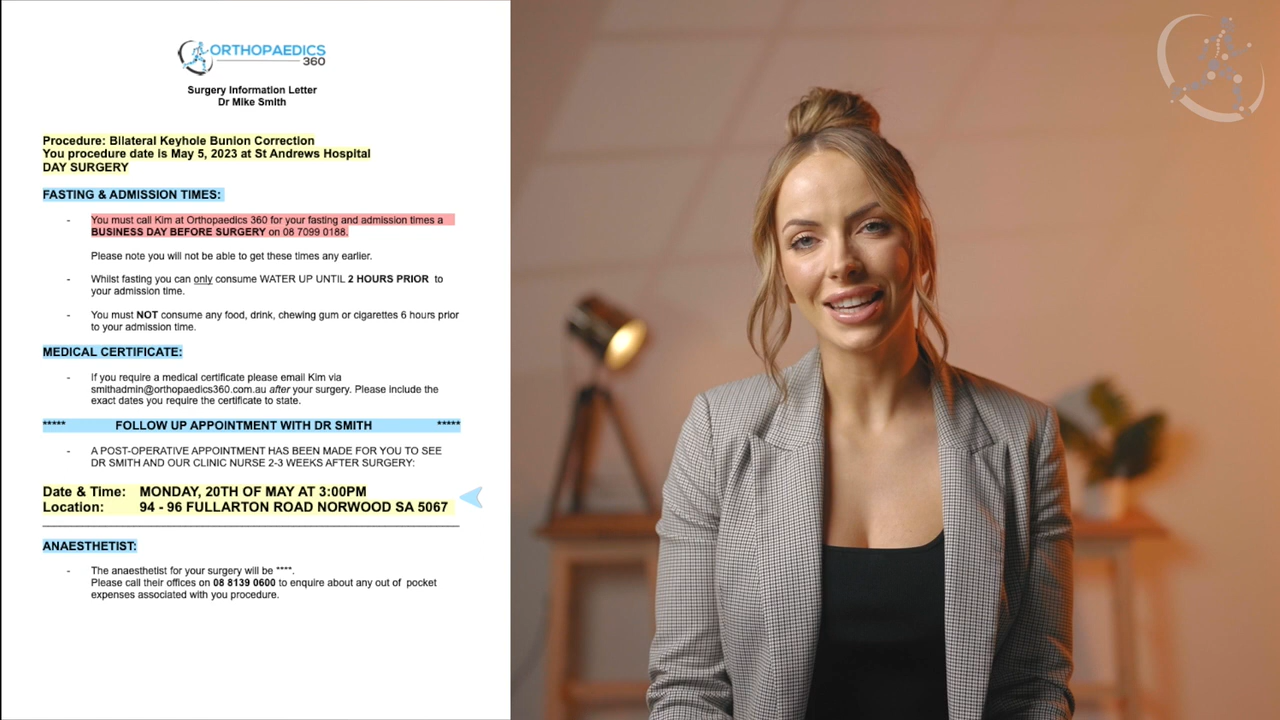 ORTHOPAEDICS
360
Surgery Information Letter
Dr Mike Smith
Procedure: Bilateral Keyhole Bunion Correction
You procedure date is May 5, 2023 at St Andrews Hospital
DAY SURGERY
FASTING & ADMISSION TIMES:
- You must call Kim at Orthopaedics 360 for your fasting and admission times a
BUSINESS DAY BEFORE SURGERY on 08 7099 0188.
Please note you will not be able to get these times any earlier.
- Whilst fasting you can only consume WATER UP UNTIL 2 HOURS PRIOR to
your admission time.
- You must NOT consume any food, drink, chewing gum or cigarettes 6 hours prior
to your admission time.
MEDICAL CERTIFICATE:
- If you require a medical certificate please email Kim via
smithadmin@orthopaedics360.com.au after your surgery. Please include the
exact dates you require the certificate to state.
***** FOLLOW UP APPOINTMENT WITH DR SMITH *****
- A POST-OPERATIVE APPOINTMENT HAS BEEN MADE FOR YOU TO SEE
DR SMITH AND OUR CLINIC NURSE 2-3 WEEKS AFTER SURGERY:
Date & Time: MONDAY, 20TH OF MAY AT 3:00PM
Location: 94 - 96 FULLARTON ROAD NORWOOD SA 5067
ANAESTHETIST:
- The anaesthetist for your surgery will be ****.
Please call their offices on 08 8139 0600 to enquire about any out of pocket
expenses associated with you procedure.